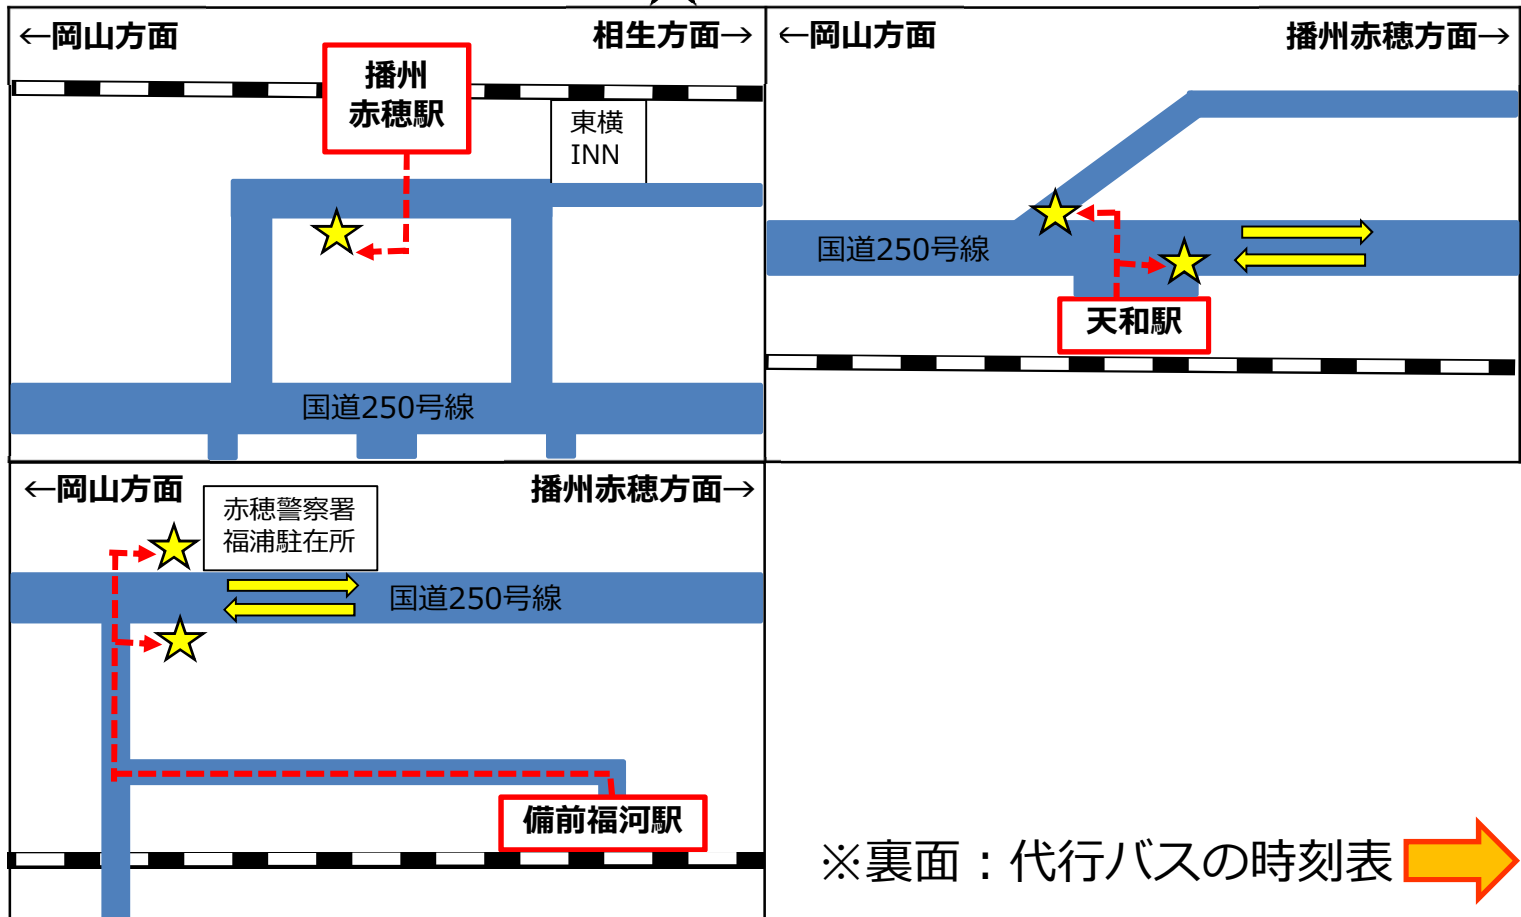 ←岡山方面
相生方面→
播州
赤穂駅
東横
INN
国道250号線
←岡山方面
播州赤穂方面→
国道250号線
天和駅
←岡山方面
播州赤穂方面→
赤穂警察署
福浦駐在所
国道250号線
備前福河駅
※裏面：代行バスの時刻表